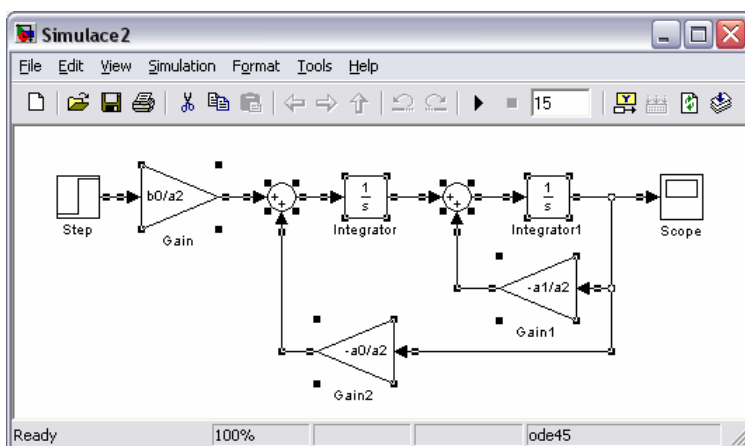 Simulace2
File Edit View Simulation Format Tools Help
15
b0/a2
1
s
1
s
Step
Gain
Integrator
Integrator1
Scope
-a1/a2
Gain1
-a0/a2
Gain2
Ready 100% ode45